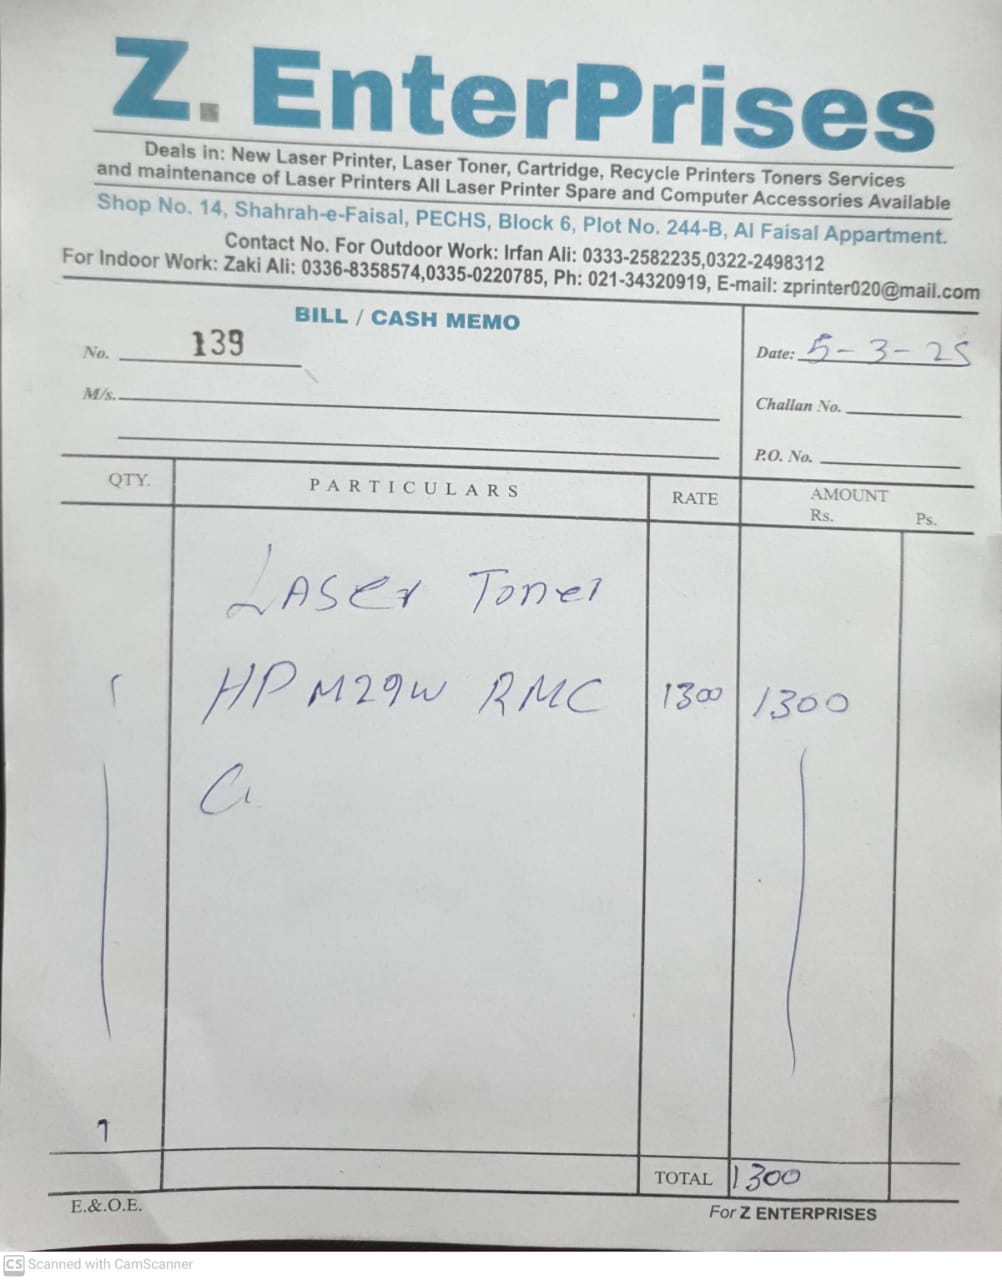 Z. EnterPrises
Deals in: New Laser Printer, Laser Toner, Cartridge, Recycle Printers Toners Services
and maintenance of Laser Printers All Laser Printer Spare and Computer Accessories Available
Shop No. 14, Shahrah-e-Faisal, PECHS, Block 6, Plot No. 244-B, Al Faisal Appartment.
Contact No. For Outdoor Work: Irfan Ali: 0333-2582235,0322-2498312
For Indoor Work: Zaki Ali: 0336-8358574,0335-0220785, Ph: 021-34320919, E-mail: zprinter020@mail.com
BILL / CASH MEMO
No. 139
Date: 5-3-25
M/s.
Challan No.
P.O. No.
QTY. PARTICULARS RATE AMOUNT
Rs. Ps.
Laser Toner
HP M29W RMC 1300 1300
TOTAL 1300
E.&.O.E.
For Z ENTERPRISES
CS Scanned with CamScanner